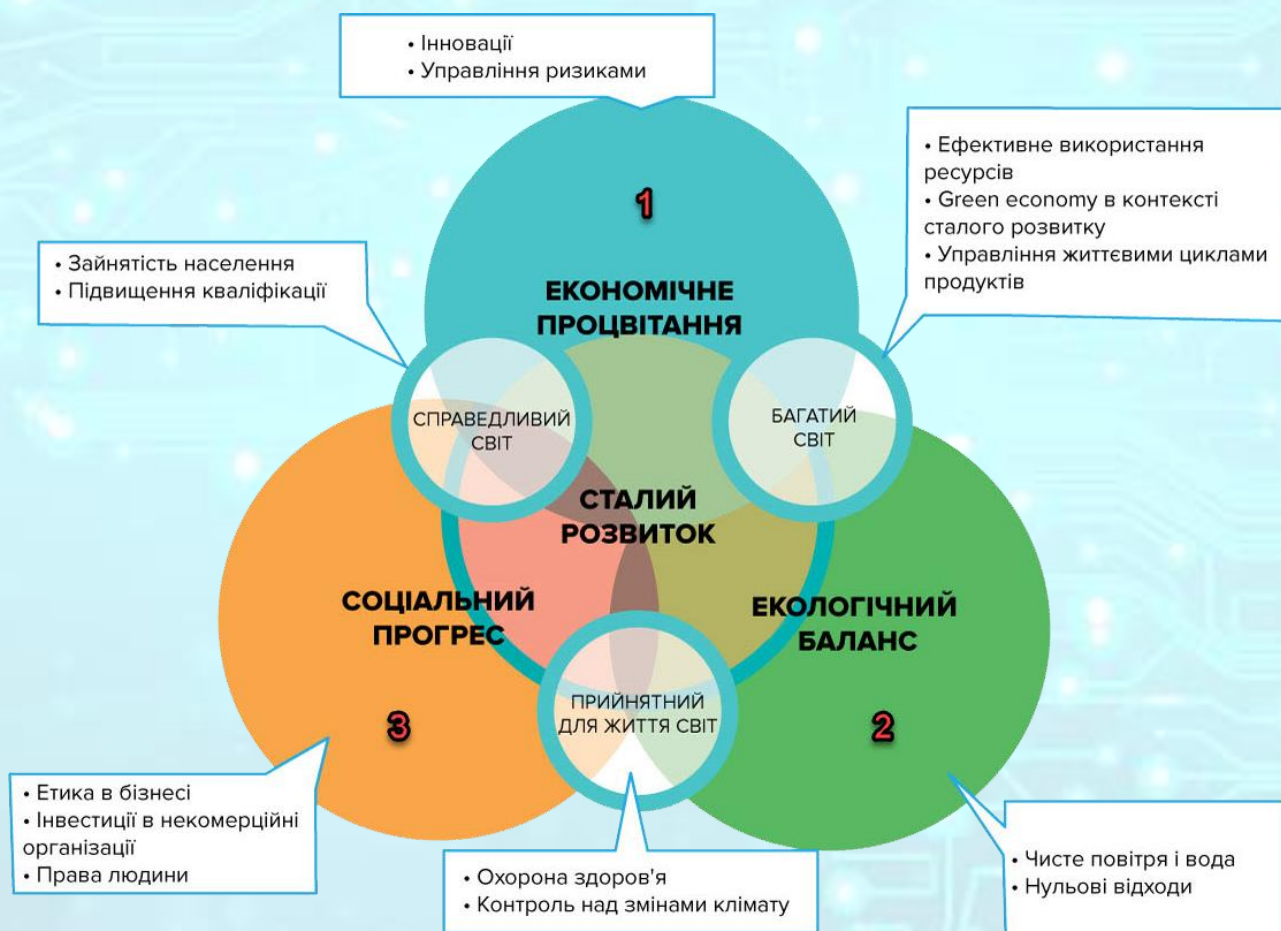 • Інновації
• Управління ризиками
• Ефективне використання
ресурсів
• Green economy в контексті
сталого розвитку
• Управління життєвими циклами
продуктів
• Зайнятість населення
• Підвищення кваліфікації
1
ЕКОНОМІЧНЕ
ПРОЦВІТАННЯ
СПРАВЕДЛИВИЙ
СВІТ
БАГАТИЙ
СВІТ
СТАЛИЙ
РОЗВИТОК
СОЦІАЛЬНИЙ
ПРОГРЕС
3
ЕКОЛОГІЧНИЙ
БАЛАНС
2
ПРИЙНЯТНИЙ
ДЛЯ ЖИТТЯ СВІТ
• Етика в бізнесі
• Інвестиції в некомерційні
організації
• Права людини
• Охорона здоров'я
• Контроль над змінами клімату
• Чисте повітря і вода
• Нульові відходи